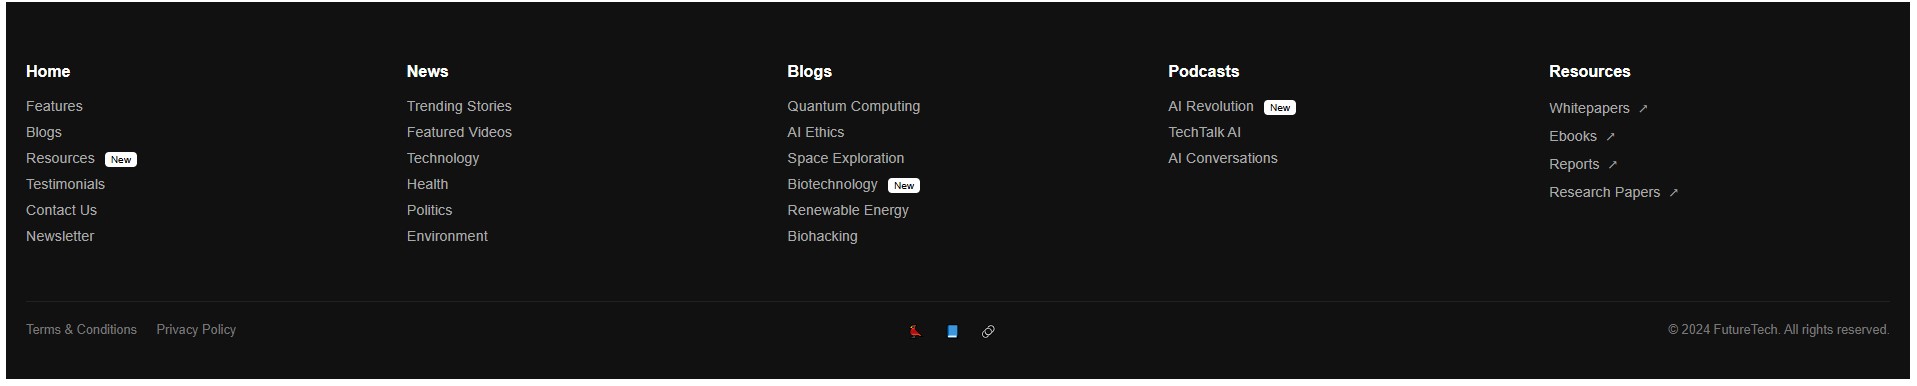 Home
Features
Blogs
Resources New
Testimonials
Contact Us
Newsletter
News
Trending Stories
Featured Videos
Technology
Health
Politics
Environment
Blogs
Quantum Computing
AI Ethics
Space Exploration
Biotechnology New
Renewable Energy
Biohacking
Podcasts
AI Revolution New
TechTalk AI
AI Conversations
Resources
Whitepapers ↗
Ebooks ↗
Reports ↗
Research Papers ↗
Terms & Conditions Privacy Policy
© 2024 FutureTech. All rights reserved.